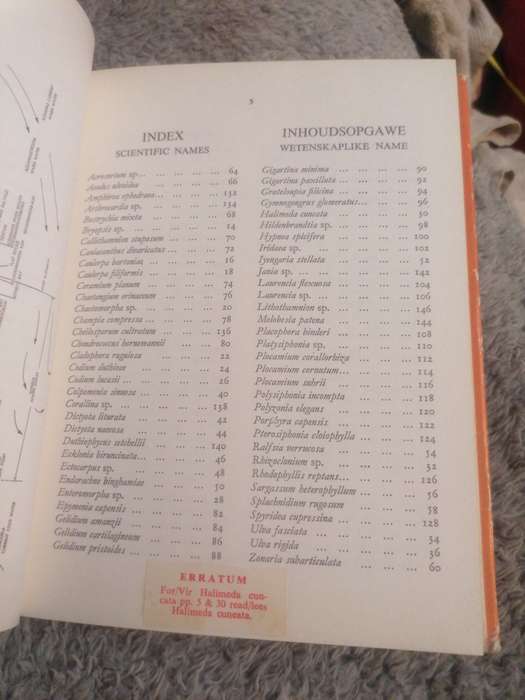 5
INDEX
SCIENTIFIC NAMES
Acrosorium sp... ... ... ... ... 64
Aeodes ulvoidea ... ... ... ... 66
Amphiroa ephedraea... ... ... ... 132
Arthrocardia sp. ... ... ... ... 134
Bostrychia mixta ... ... ... ... 68
Bryopsis sp. ... ... ... ... 14
Callithamnion stuposum ... ... ... 70
Caulacanthus divaricatus ... ... ... 72
Caulerpa bartoniae ... ... ... ... 16
Caulerpa filiformis ... ... ... ... 18
Ceramium planum ... ... ... ... 74
Chaetangium erinaceum ... ... ... 76
Chaetomorpha sp. ... ... ... ... 20
Champia compressa ... ... ... ... 78
Cheilosporum cultratum ... ... ... 136
Chondrococcus hornemannii ... ... 80
Cladophora rugulosa ... ... ... ... 22
Codium duthieae ... ... ... ... 24
Codium lucasii ... ... ... ... 26
Colpomenia sinuosa ... ... ... ... 40
Corallina sp. ... ... ... ... 138
Dictyota liturata ... ... ... ... 42
Dictyota naevosa ... ... ... ... 44
Duthiephycus setchellii ... ... ... 140
Ecklonia biruncinata... ... ... ... 46
Ectocarpus sp. ... ... ... ... 48
Endarachne binghamiae ... ... ... 50
Enteromorpha sp. ... ... ... ... 28
Epymenia capensis ... ... ... ... 82
Gelidium amanzii ... ... ... ... 84
Gelidium cartilagineum ... ... ... 86
Gelidium pristoides ... ... ... ... 88
INHOUDSOPGAWE
WETENSKAPLIKE NAME
Gigartina minima ... ... ... ... 90
Gigartina paxillata ... ... ... ... 92
Grateloupia filicina ... ... ... ... 94
Gymnogongrus glomeratus... ... ... 96
Halimeda cuncata ... ... ... ... 30
Hildenbrandtia sp. ... ... ... ... 98
Hypnea spicifera ... ... ... ... 100
Iridaea sp. ... ... ... ... 102
Iyengaria stellata ... ... ... ... 52
Jania sp. ... ... ... ... 142
Laurencia flexuosa ... ... ... ... 104
Laurencia sp. ... ... ... ... 106
Lithothamnion sp. ... ... ... ... 146
Melobesia patena ... ... ... ... 144
Placophora binderi ... ... ... ... 108
Platysiphonia sp. ... ... ... ... 110
Plocamium corallorhiza ... ... ... 112
Plocamium cornutum... ... ... ... 114
Plocamium suhrii ... ... ... ... 116
Polysiphonia incompta ... ... ... 118
Polyzonia elegans ... ... ... ... 120
Porphyra capensis ... ... ... ... 122
Pterosiphonia cloiophylla ... ... ... 124
Ralfsia verrucosa ... ... ... ... 54
Rhizoclonium sp. ... ... ... ... 32
Rhodophyllis reptans... ... ... ... 126
Sargassum heterophyllum ... ... ... 56
Splachnidium rugosum ... ... ... 58
Spyridea cupressina ... ... ... ... 128
Ulva fasciata ... ... ... ... 34
Ulva rigida ... ... ... ... 36
Zonaria subarticulata ... ... ... 60
ERRATUM
For/Vir Halimeda cun-
cata pp. 5 & 30 read/lees
Halimeda cuneata.